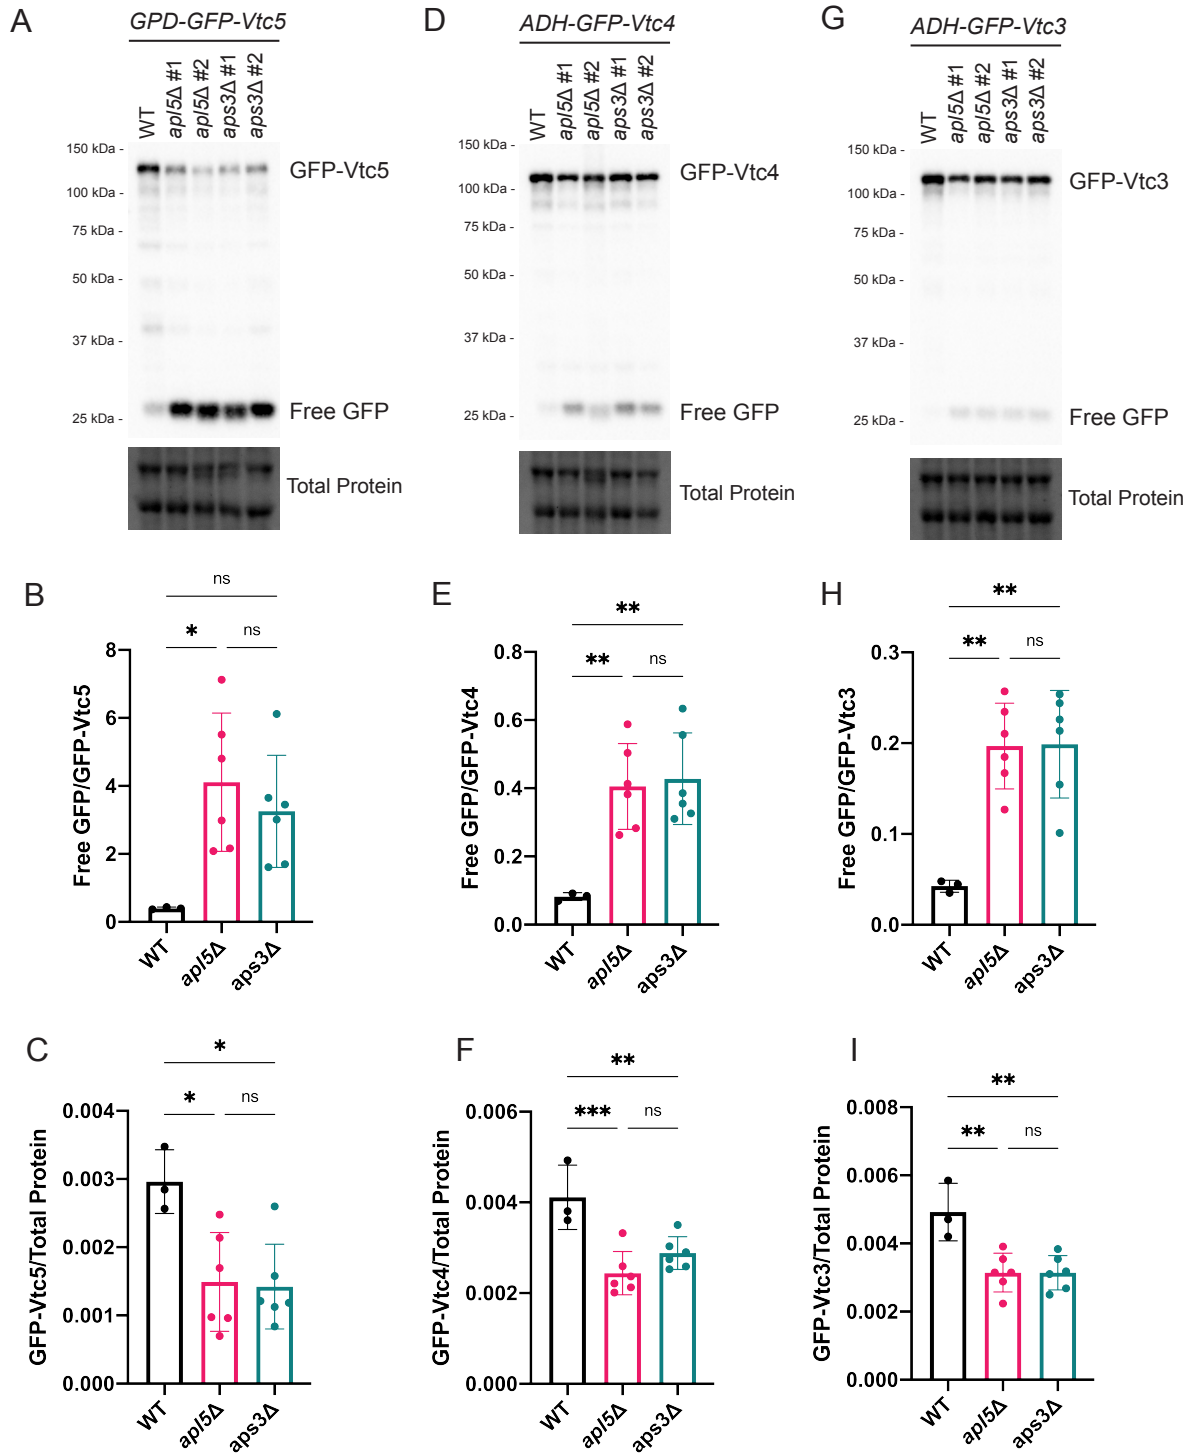 A
GPD-GFP-Vtc5
WT
apl5Δ #1
apl5Δ #2
aps3Δ #1
aps3Δ #2
150 kDa -
100 kDa -
75 kDa -
50 kDa -
37 kDa -
25 kDa -
GFP-Vtc5
Free GFP
Total Protein
D
ADH-GFP-Vtc4
WT
apl5Δ #1
apl5Δ #2
aps3Δ #1
aps3Δ #2
150 kDa -
100 kDa -
75 kDa -
50 kDa -
37 kDa -
25 kDa -
GFP-Vtc4
Free GFP
Total Protein
G
ADH-GFP-Vtc3
WT
apl5Δ #1
apl5Δ #2
aps3Δ #1
aps3Δ #2
150 kDa -
100 kDa -
75 kDa -
50 kDa -
37 kDa -
25 kDa -
GFP-Vtc3
Free GFP
Total Protein
B
ns
* ns
Free GFP/GFP-Vtc5
8
6
4
2
0
WT
apl5Δ
aps3Δ
E
**
** ns
Free GFP/GFP-Vtc4
0.8
0.6
0.4
0.2
0.0
WT
apl5Δ
aps3Δ
H
**
** ns
Free GFP/GFP-Vtc3
0.3
0.2
0.1
0.0
WT
apl5Δ
aps3Δ
C
*
* ns
GFP-Vtc5/Total Protein
0.004
0.003
0.002
0.001
0.000
WT
apl5Δ
aps3Δ
F
**
*** ns
GFP-Vtc4/Total Protein
0.006
0.004
0.002
0.000
WT
apl5Δ
aps3Δ
I
**
** ns
GFP-Vtc3/Total Protein
0.008
0.006
0.004
0.002
0.000
WT
apl5Δ
aps3Δ